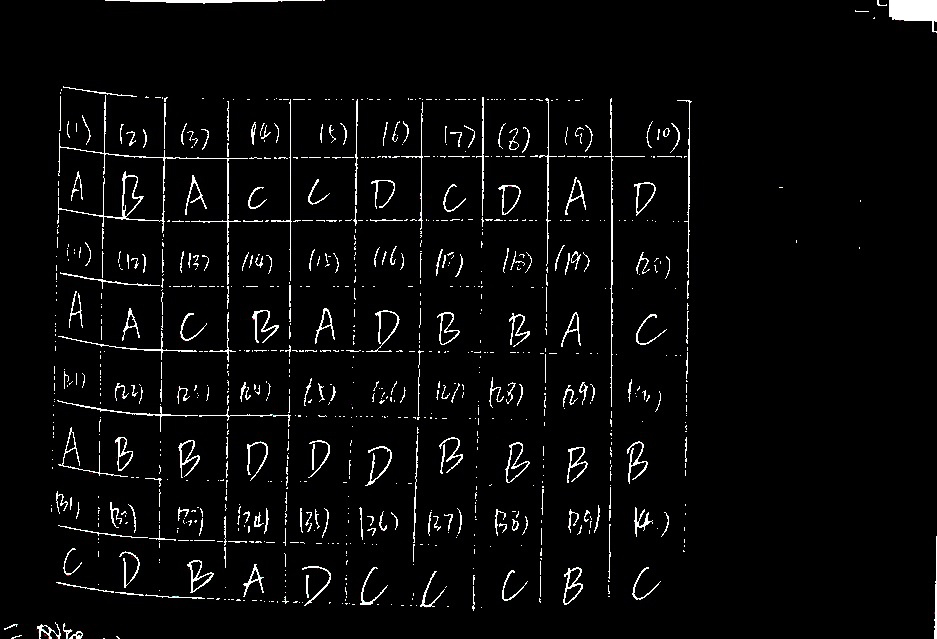 (1) (2) (3) (4) (5) (6) (7) (8) (9) (10)
A B A C C D C D A D
(11) (12) (13) (14) (15) (16) (17) (18) (19) (20)
A A C B A D B B A C
(21) (22) (23) (24) (25) (26) (27) (28) (29) (30)
A B B D D D B B B B
(31) (32) (33) (34) (35) (36) (37) (38) (39) (40)
C D B A D C C C B C